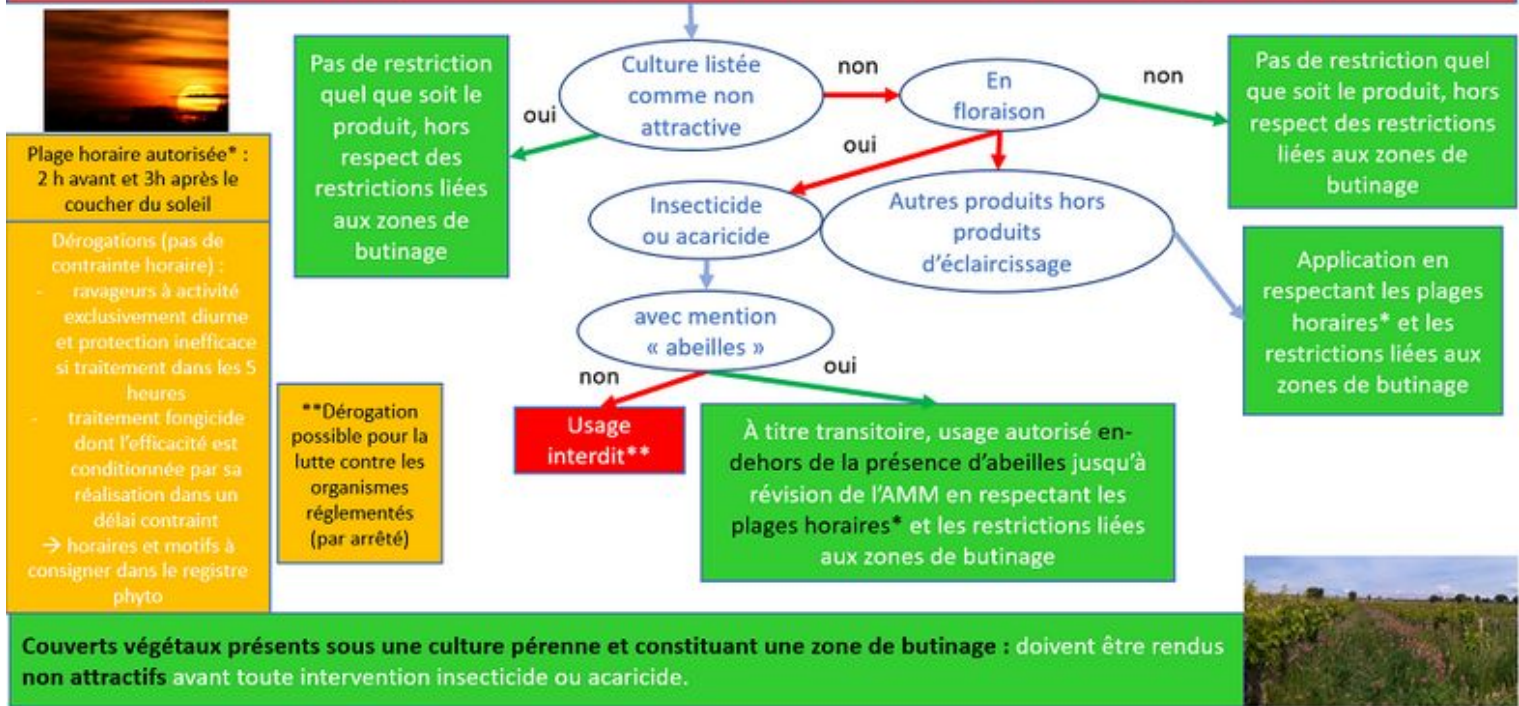 Culture listée
comme non
attractive
non
En
floraison
non
oui
oui
Pas de restriction
quel que soit le
produit, hors
respect des
restrictions liées
aux zones de
butinage
Pas de restriction quel
que soit le produit, hors
respect des restrictions
liées aux zones de
butinage
Plage horaire autorisée* :
2 h avant et 3h après le
coucher du soleil
Dérogations (pas de
contrainte horaire) :
- ravageurs à activité
exclusivement diurne
et protection inefficace
si traitement dans les 5
heures
- traitement fongicide
dont l'efficacité est
conditionnée par sa
réalisation dans un
délai contraint
→ horaires et motifs à
consigner dans le registre
phyto
Insecticide
ou acaricide
Autres produits hors
produits
d'éclaircissage
Application en
respectant les plages
horaires* et les
restrictions liées aux
zones de butinage
avec mention
« abeilles »
non
oui
**Dérogation
possible pour la
lutte contre les
organismes
réglementés
(par arrêté)
Usage
interdit**
À titre transitoire, usage autorisé en-
dehors de la présence d'abeilles jusqu'à
révision de l'AMM en respectant les
plages horaires* et les restrictions liées
aux zones de butinage
Couverts végétaux présents sous une culture pérenne et constituant une zone de butinage : doivent être rendus
non attractifs avant toute intervention insecticide ou acaricide.